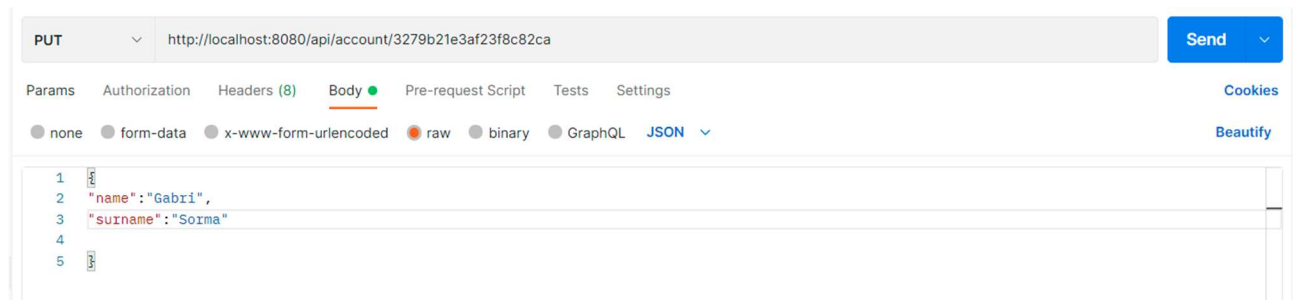 PUT http://localhost:8080/api/account/3279b21e3af23f8c82ca Send
Params Authorization Headers (8) Body Pre-request Script Tests Settings Cookies
none form-data x-www-form-urlencoded raw binary GraphQL JSON Beautify
1 {
2 "name":"Gabri",
3 "surname":"Sorma"
4
5 }